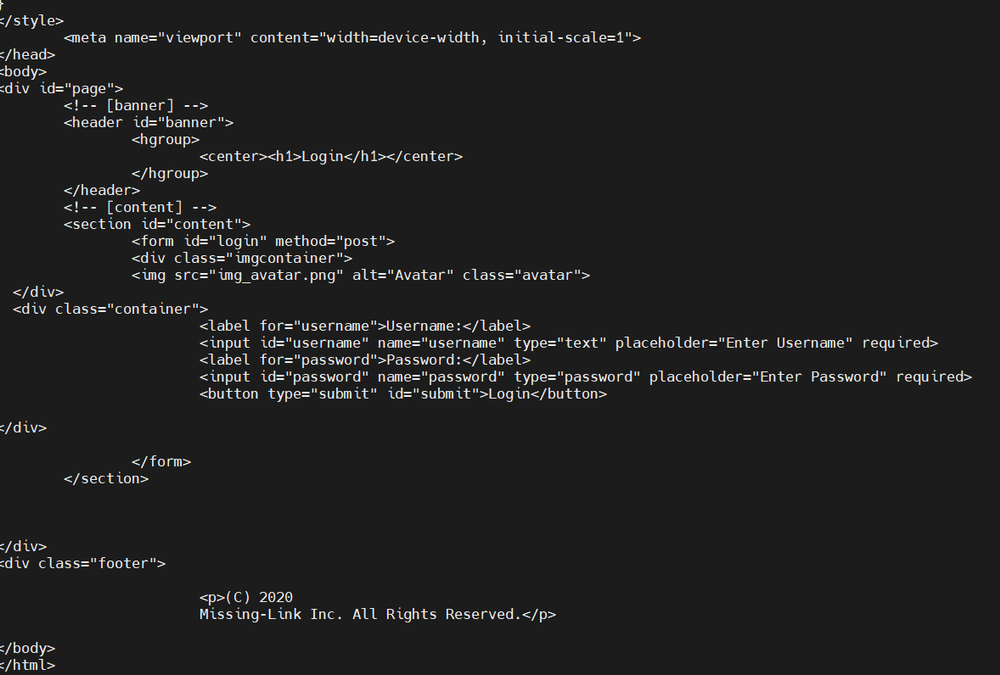 }
</style>
<meta name="viewport" content="width=device-width, initial-scale=1">
</head>
<body>
<div id="page">
<!-- [banner] -->
<header id="banner">
<hgroup>
<center><h1>Login</h1></center>
</hgroup>
</header>
<!-- [content] -->
<section id="content">
<form id="login" method="post">
<div class="imgcontainer">
<img src="img_avatar.png" alt="Avatar" class="avatar">
</div>
<div class="container">
<label for="username">Username:</label>
<input id="username" name="username" type="text" placeholder="Enter Username" required>
<label for="password">Password:</label>
<input id="password" name="password" type="password" placeholder="Enter Password" required>
<button type="submit" id="submit">Login</button>
</div>
</form>
</section>
</div>
<div class="footer">
<p>(C) 2020
Missing-Link Inc. All Rights Reserved.</p>
</body>
</html>